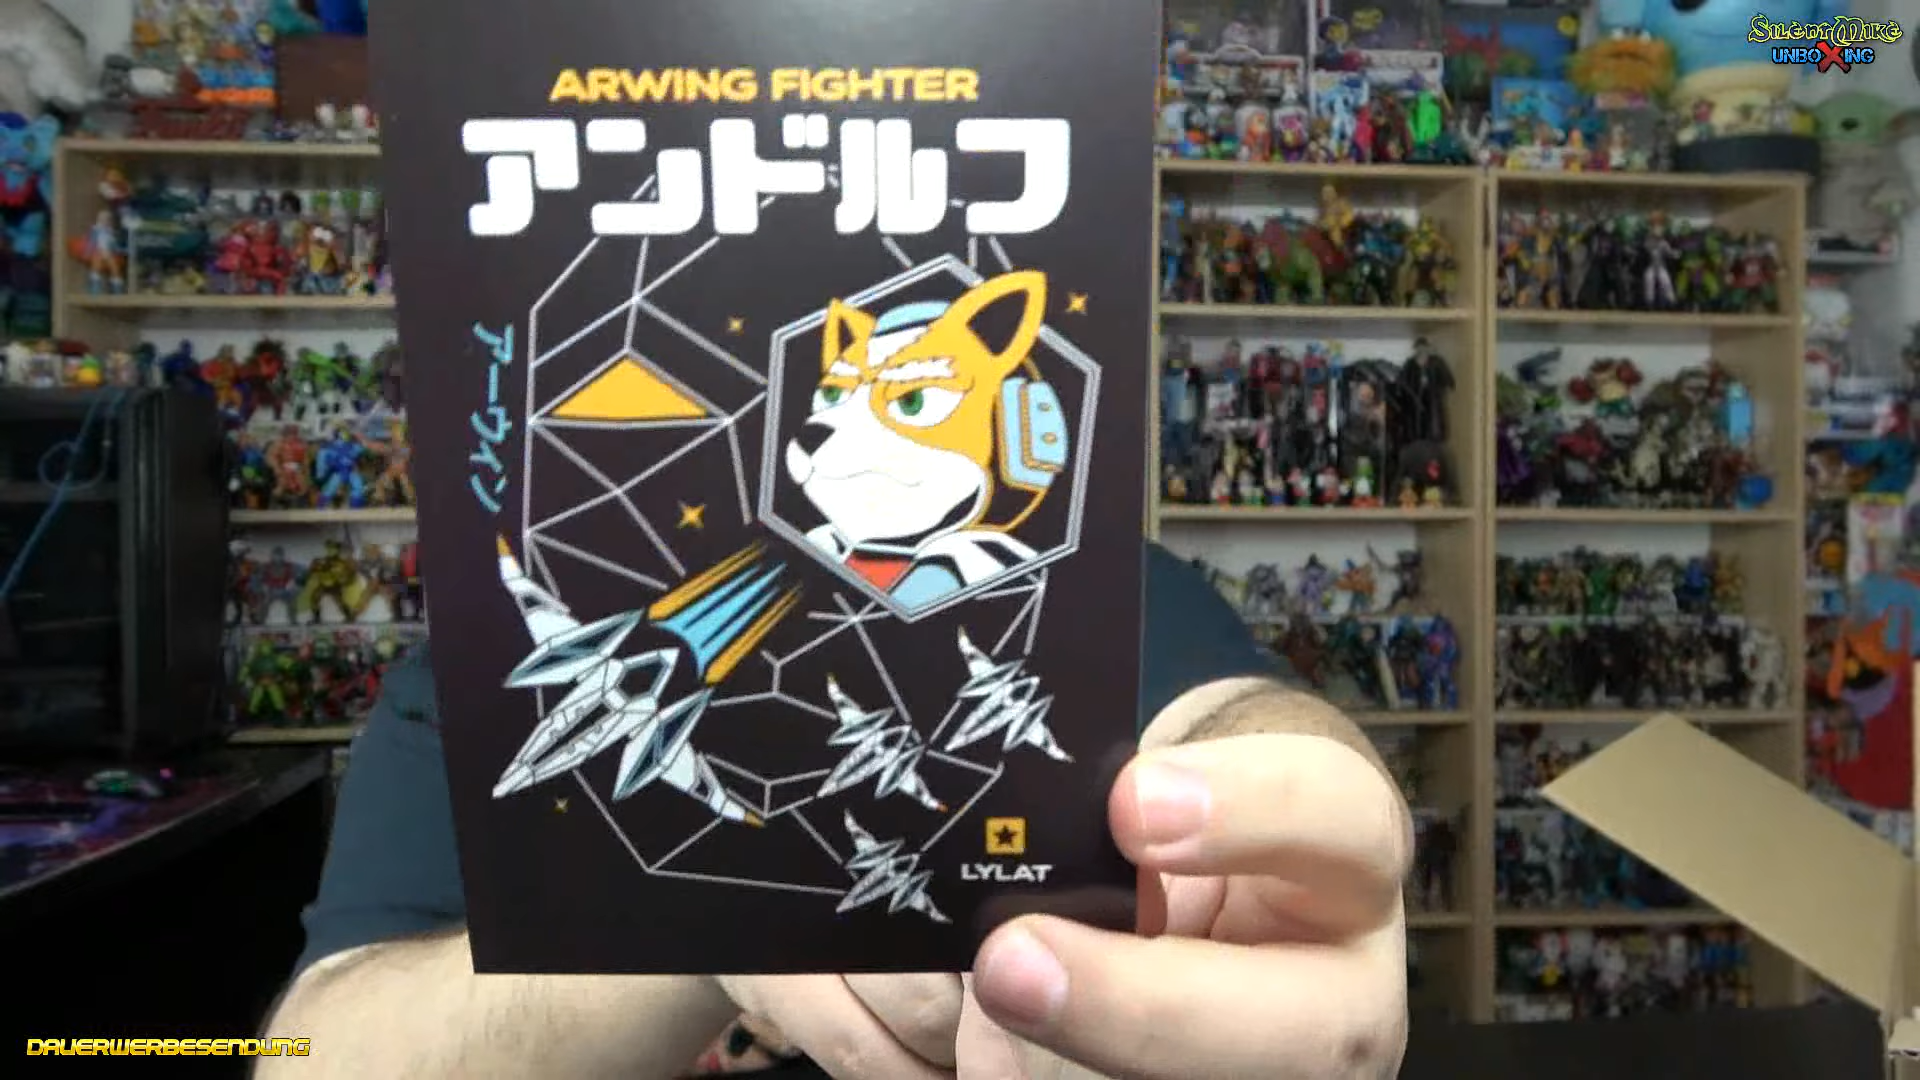 SILENTMIKE
UNBOXING
ARWING FIGHTER
アンドルフ
アーウィン
LYLAT
DAUERWERBESENDUNG